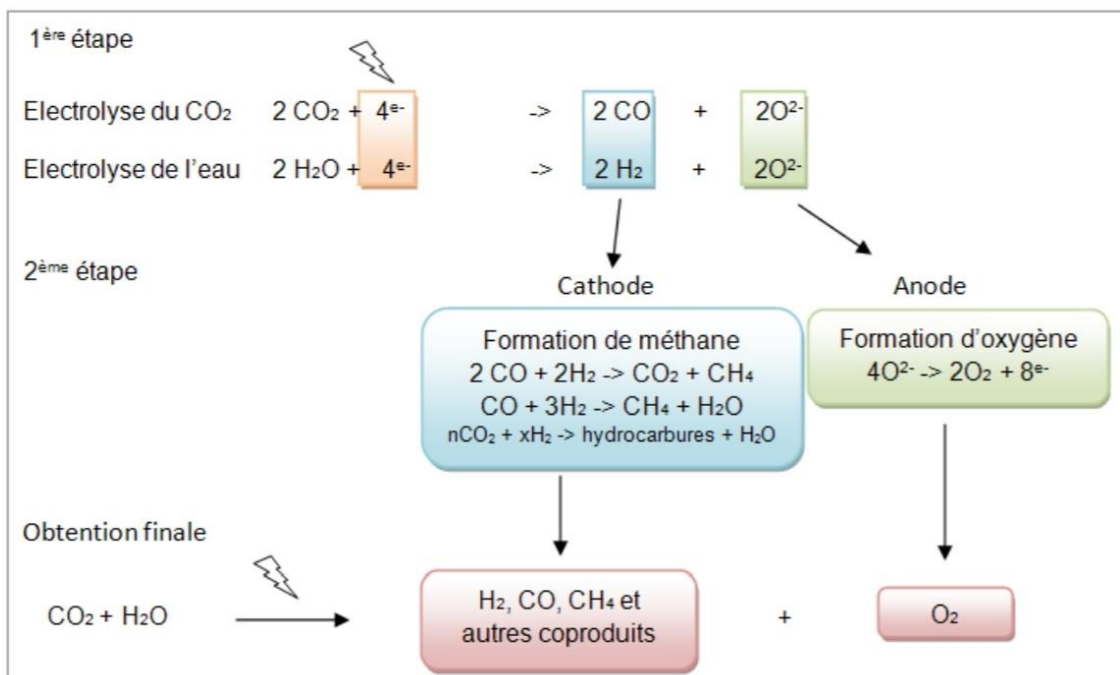 1ère étape
Electrolyse du CO₂ 2 CO₂ + 4ᵉ⁻ -> 2 CO + 2O²⁻
Electrolyse de l'eau 2 H₂O + 4ᵉ⁻ -> 2 H₂ + 2O²⁻
2ème étape
Cathode Anode
Formation de méthane
2 CO + 2H₂ -> CO₂ + CH₄
CO + 3H₂ -> CH₄ + H₂O
nCO₂ + xH₂ -> hydrocarbures + H₂O
Formation d'oxygène
4O²⁻ -> 2O₂ + 8ᵉ⁻
Obtention finale
CO₂ + H₂O
H₂, CO, CH₄ et
autres coproduits
+
O₂